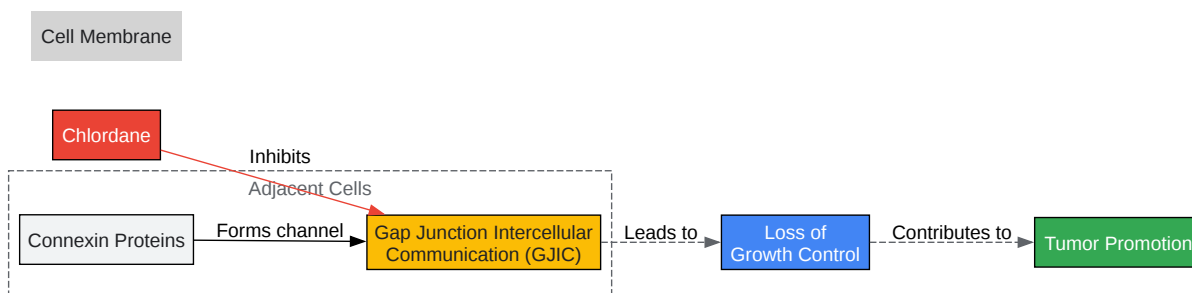 Cell Membrane
Chlordane
Inhibits
Adjacent Cells
Connexin Proteins
Forms channel
Gap Junction Intercellular
Communication (GJIC)
Leads to
Loss of
Growth Control
Contributes to
Tumor Promotion